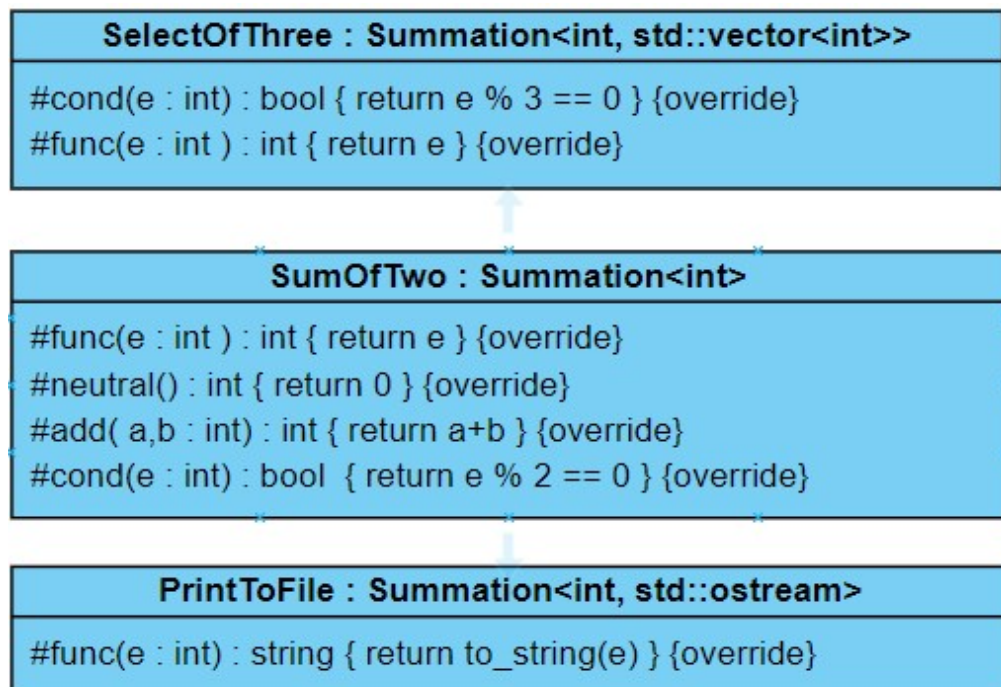 SelectOfThree : Summation<int, std::vector<int>>
#cond(e : int) : bool { return e % 3 == 0 } {override}
#func(e : int ) : int { return e } {override}
SumOfTwo : Summation<int>
#func(e : int ) : int { return e } {override}
#neutral() : int { return 0 } {override}
#add( a,b : int) : int { return a+b } {override}
#cond(e : int) : bool { return e % 2 == 0 } {override}
PrintToFile : Summation<int, std::ostream>
#func(e : int) : string { return to_string(e) } {override}